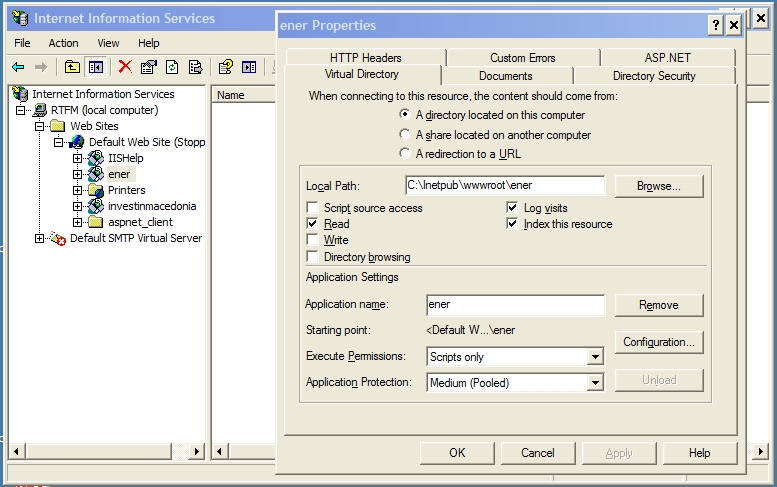 Internet Information Services
File Action View Help
Internet Information Services
RTFM (local computer)
Web Sites
Default Web Site (Stopp
IISHelp
ener
Printers
investinmacedonia
aspnet_client
Default SMTP Virtual Server
Name
ener Properties
HTTP Headers Custom Errors ASP.NET
Virtual Directory Documents Directory Security
When connecting to this resource, the content should come from:
A directory located on this computer
A share located on another computer
A redirection to a URL
Local Path: C:\Inetpub\wwwroot\ener Browse...
Script source access Log visits
Read Index this resource
Write
Directory browsing
Application Settings
Application name: ener Remove
Starting point: <Default W...\ener
Configuration...
Execute Permissions: Scripts only
Application Protection: Medium (Pooled) Unload
OK Cancel Apply Help